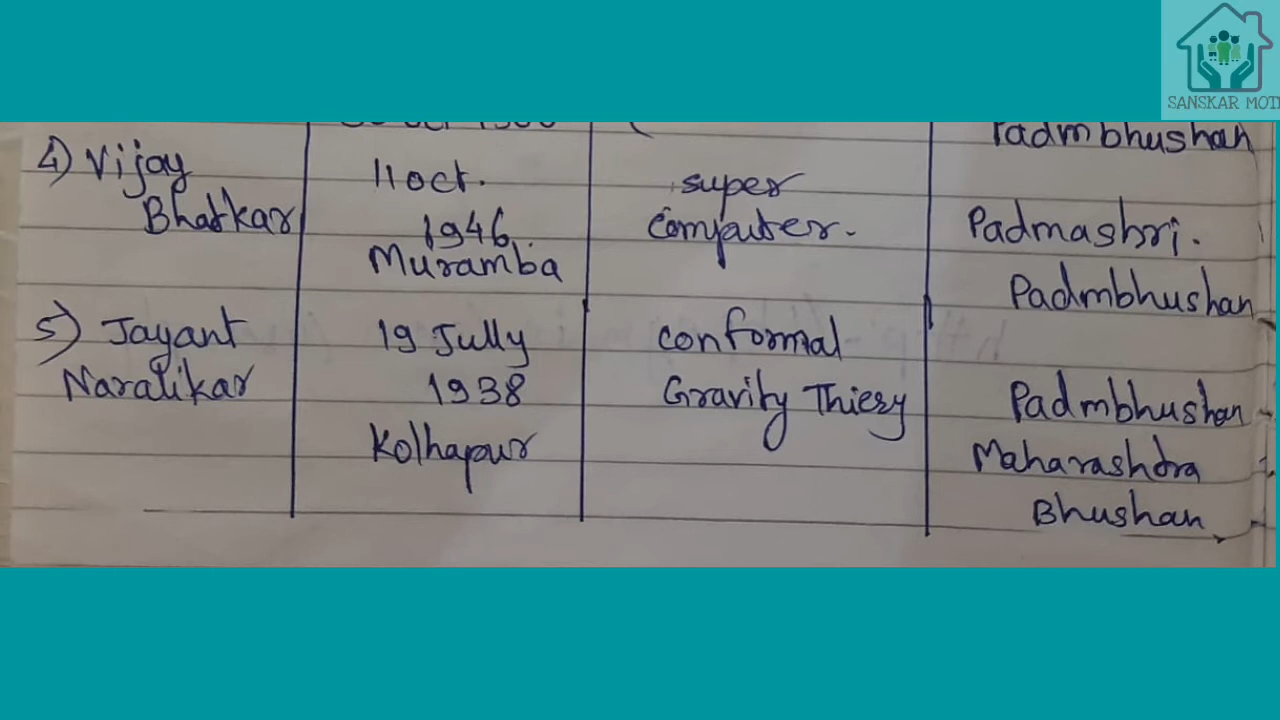 SANSKAR MOTI
Padmbhushan
4) Vijay
Bhatkar
11 oct.
1946.
Muramba
super
Computer.
Padmashri.
Padmbhushan
5) Jayant
Naralikar
19 Jully
1938
Kolhapur
conformal
Gravity Thiery
Padmbhushan
Maharashtra
Bhushan